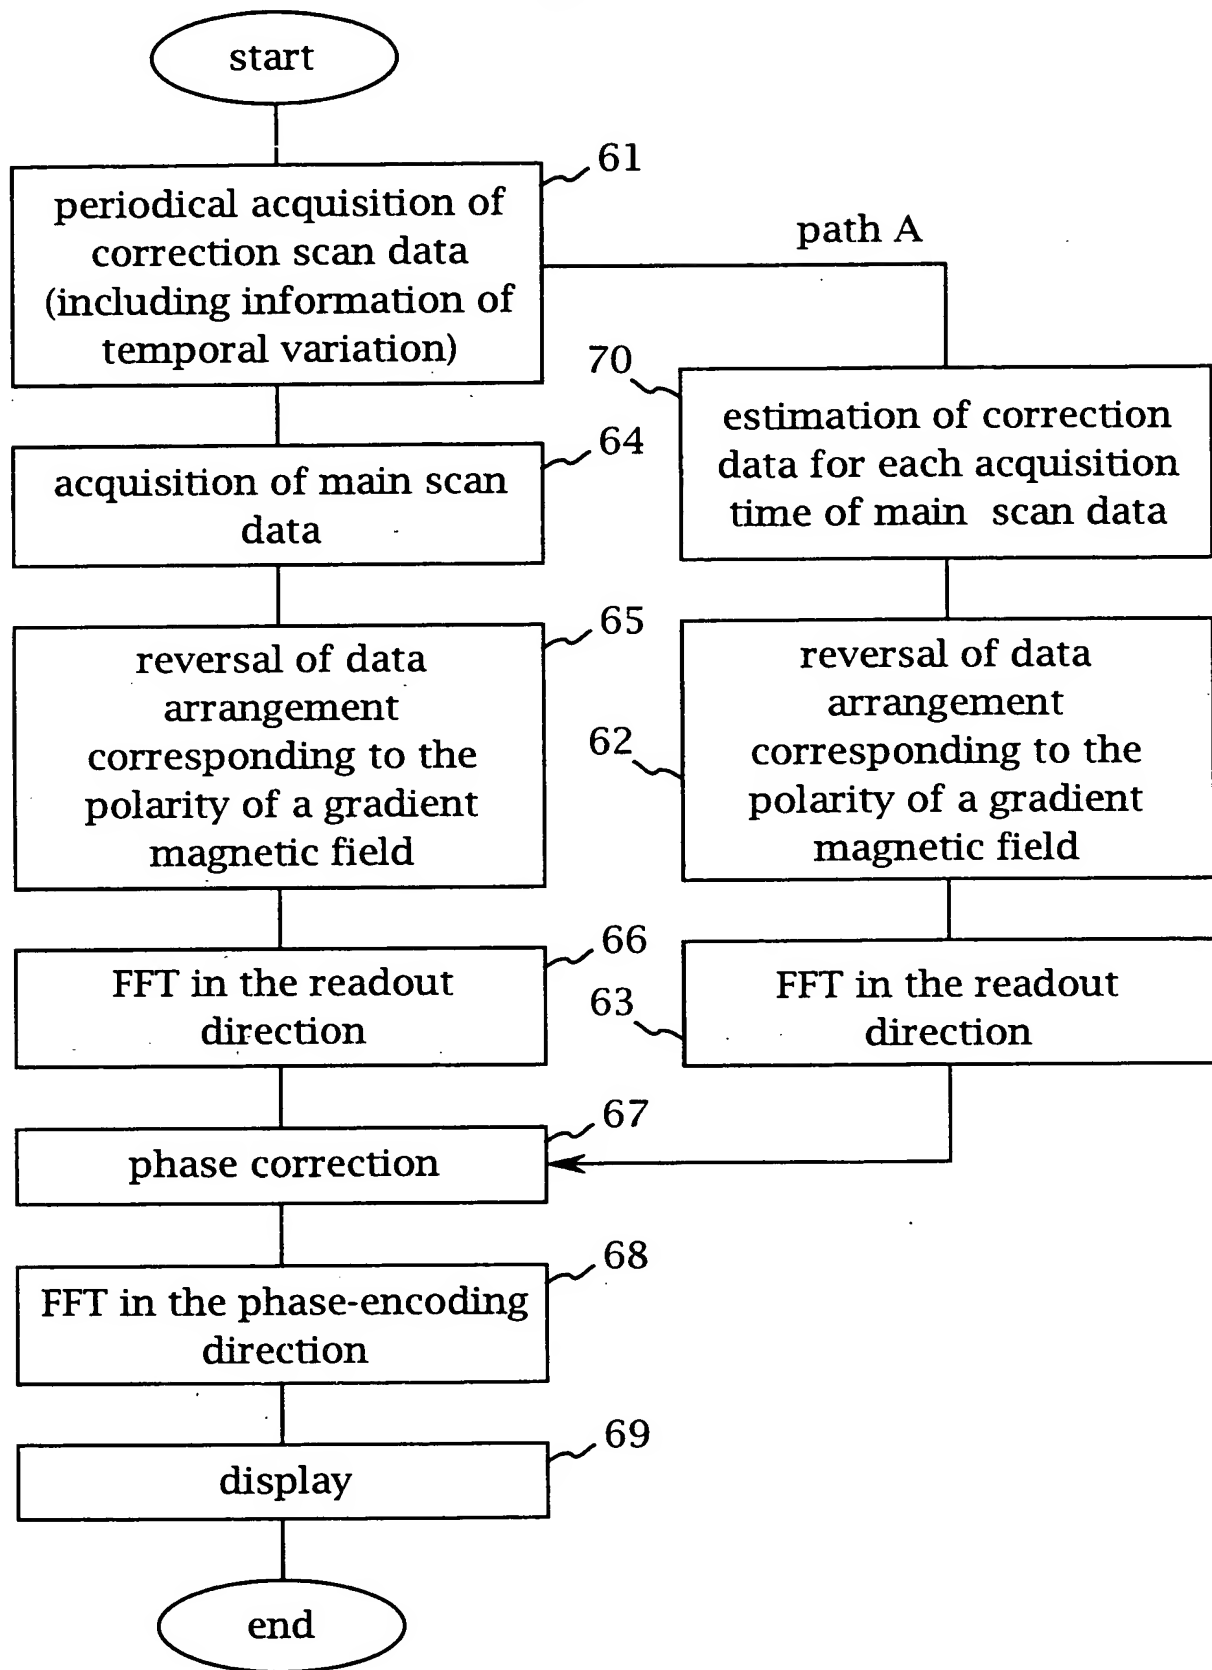 start
61
periodical acquisition of
correction scan data
(including information of
temporal variation)
path A
70
estimation of correction
data for each acquisition
time of main scan data
64
acquisition of main scan
data
65
reversal of data
arrangement
corresponding to the
polarity of a gradient
magnetic field
62
reversal of data
arrangement
corresponding to the
polarity of a gradient
magnetic field
66
FFT in the readout
direction
63
FFT in the readout
direction
67
phase correction
68
FFT in the phase-encoding
direction
69
display
end